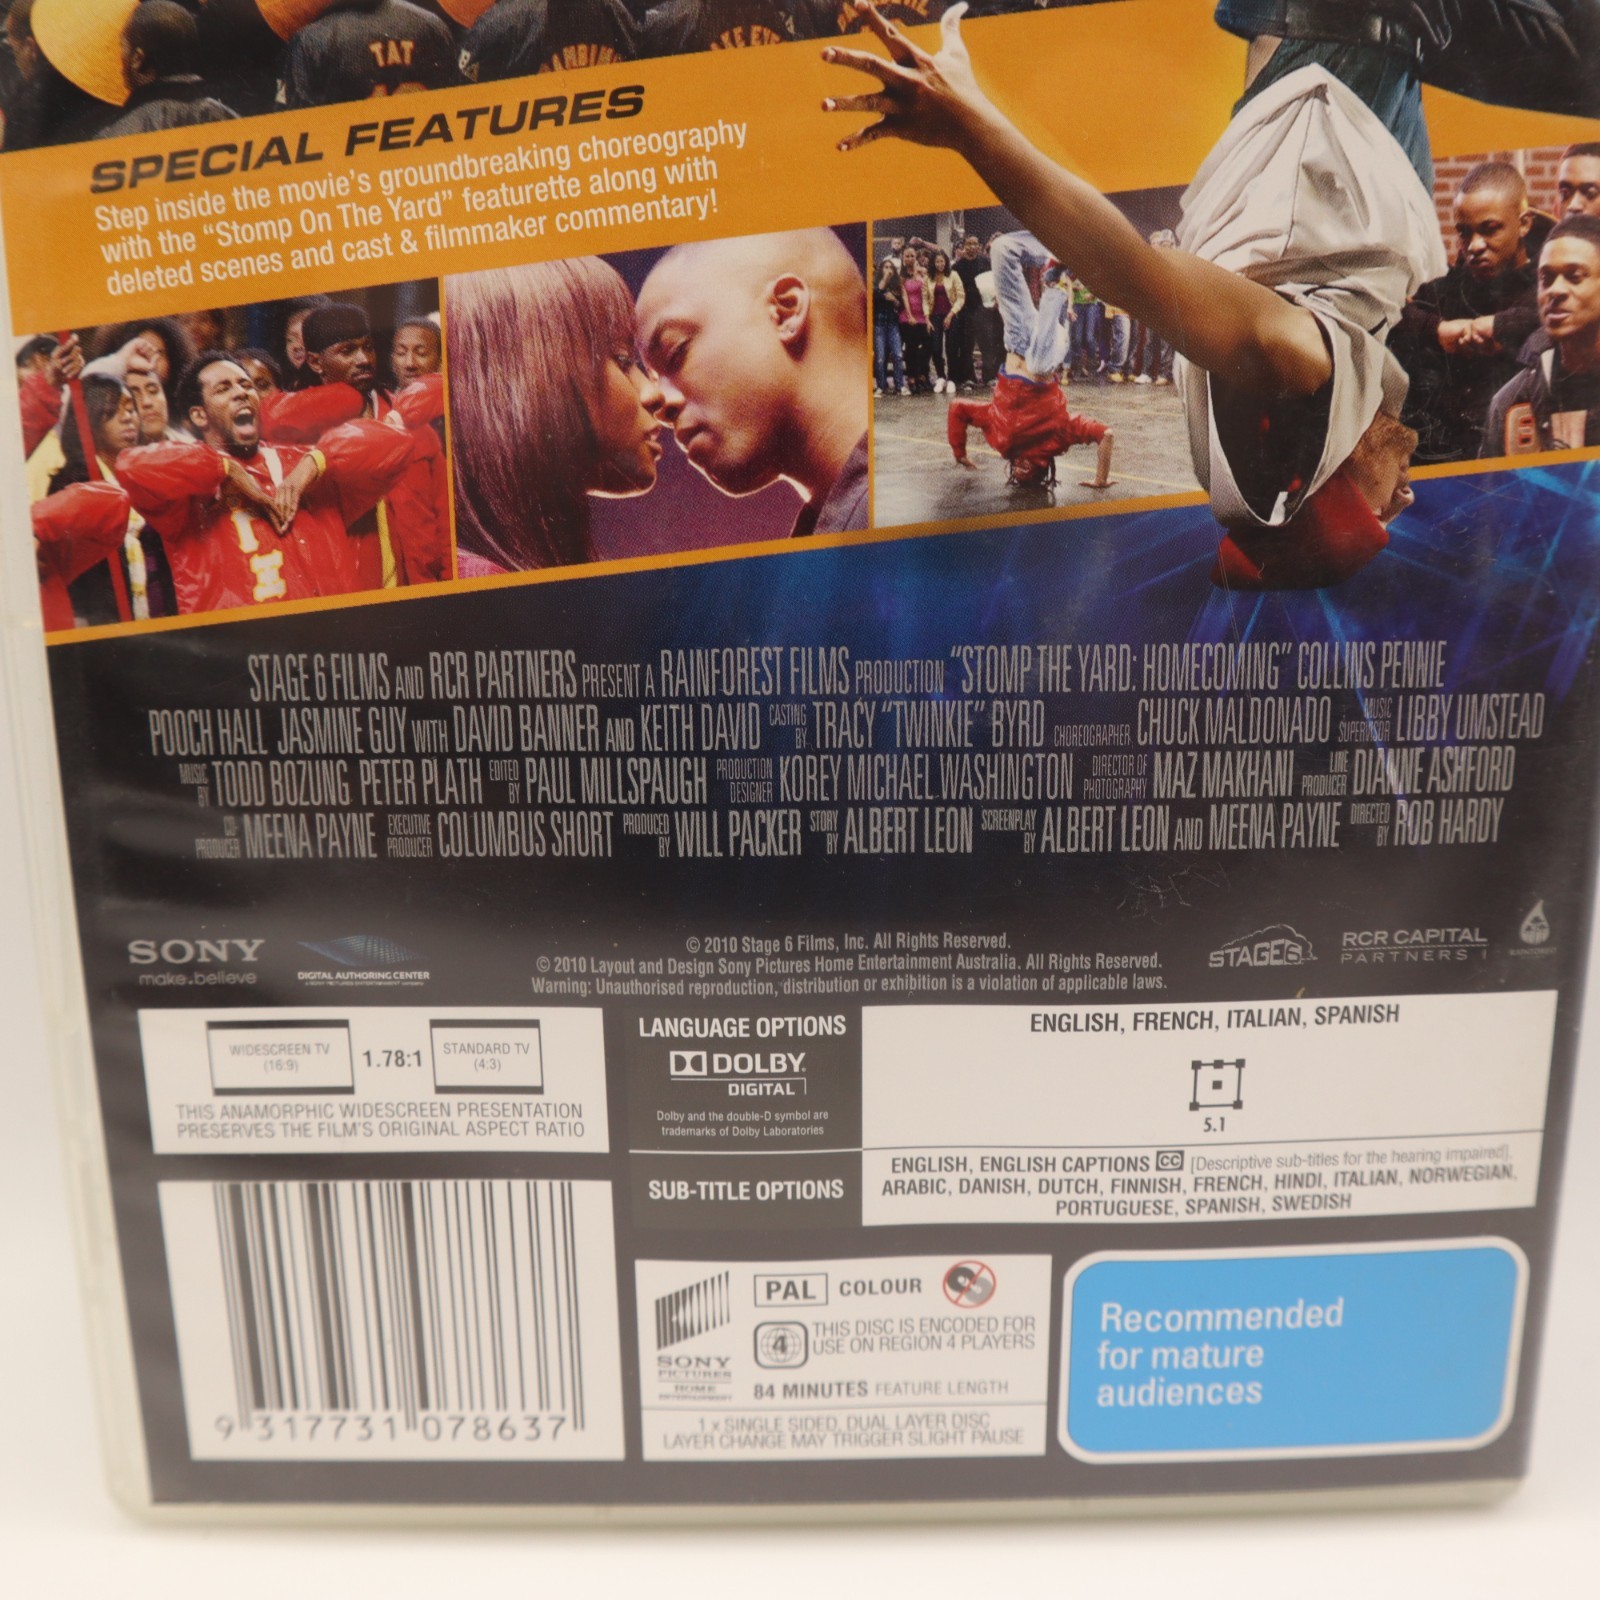 TAT
SPECIAL FEATURES
Step inside the movie's groundbreaking choreography
with the "Stomp On The Yard" featurette along with
deleted scenes and cast & filmmaker commentary!
STAGE 6 FILMS AND RCR PARTNERS PRESENT A RAINFOREST FILMS PRODUCTION "STOMP THE YARD: HOMECOMING" COLLINS PENNIE
POOCH HALL JASMINE GUY WITH DAVID BANNER AND KEITH DAVID CASTING BY TRACY "TWINKIE" BYRD CHOREOGRAPHER CHUCK MALDONADO MUSIC SUPERVISOR LIBBY UMSTEAD
MUSIC BY TODD BOZUNG PETER PLATH EDITED BY PAUL MILLSPAUGH PRODUCTION DESIGNER KOREY MICHAEL WASHINGTON DIRECTOR OF PHOTOGRAPHY MAZ MAKHANI LINE PRODUCER DIANNE ASHFORD
CO-PRODUCER MEENA PAYNE EXECUTIVE PRODUCER COLUMBUS SHORT PRODUCED BY WILL PACKER STORY BY ALBERT LEON SCREENPLAY BY ALBERT LEON AND MEENA PAYNE DIRECTED BY ROB HARDY
SONY
make.believe
DIGITAL AUTHORING CENTER
© 2010 Stage 6 Films, Inc. All Rights Reserved.
© 2010 Layout and Design Sony Pictures Home Entertainment Australia. All Rights Reserved.
Warning: Unauthorised reproduction, distribution or exhibition is a violation of applicable laws.
STAGE6
RCR CAPITAL
PARTNERS I
WIDESCREEN TV
(16:9)
1.78:1
STANDARD TV
(4:3)
THIS ANAMORPHIC WIDESCREEN PRESENTATION
PRESERVES THE FILM'S ORIGINAL ASPECT RATIO
LANGUAGE OPTIONS
DOLBY
DIGITAL
Dolby and the double-D symbol are
trademarks of Dolby Laboratories
ENGLISH, FRENCH, ITALIAN, SPANISH
5.1
SUB-TITLE OPTIONS
ENGLISH, ENGLISH CAPTIONS CC [Descriptive sub-titles for the hearing impaired],
ARABIC, DANISH, DUTCH, FINNISH, FRENCH, HINDI, ITALIAN, NORWEGIAN,
PORTUGUESE, SPANISH, SWEDISH
9 317731 078637
SONY
PICTURES
HOME
ENTERTAINMENT
PAL COLOUR
4
THIS DISC IS ENCODED FOR
USE ON REGION 4 PLAYERS
84 MINUTES FEATURE LENGTH
1 x SINGLE SIDED, DUAL LAYER DISC
LAYER CHANGE MAY TRIGGER SLIGHT PAUSE
Recommended
for mature
audiences